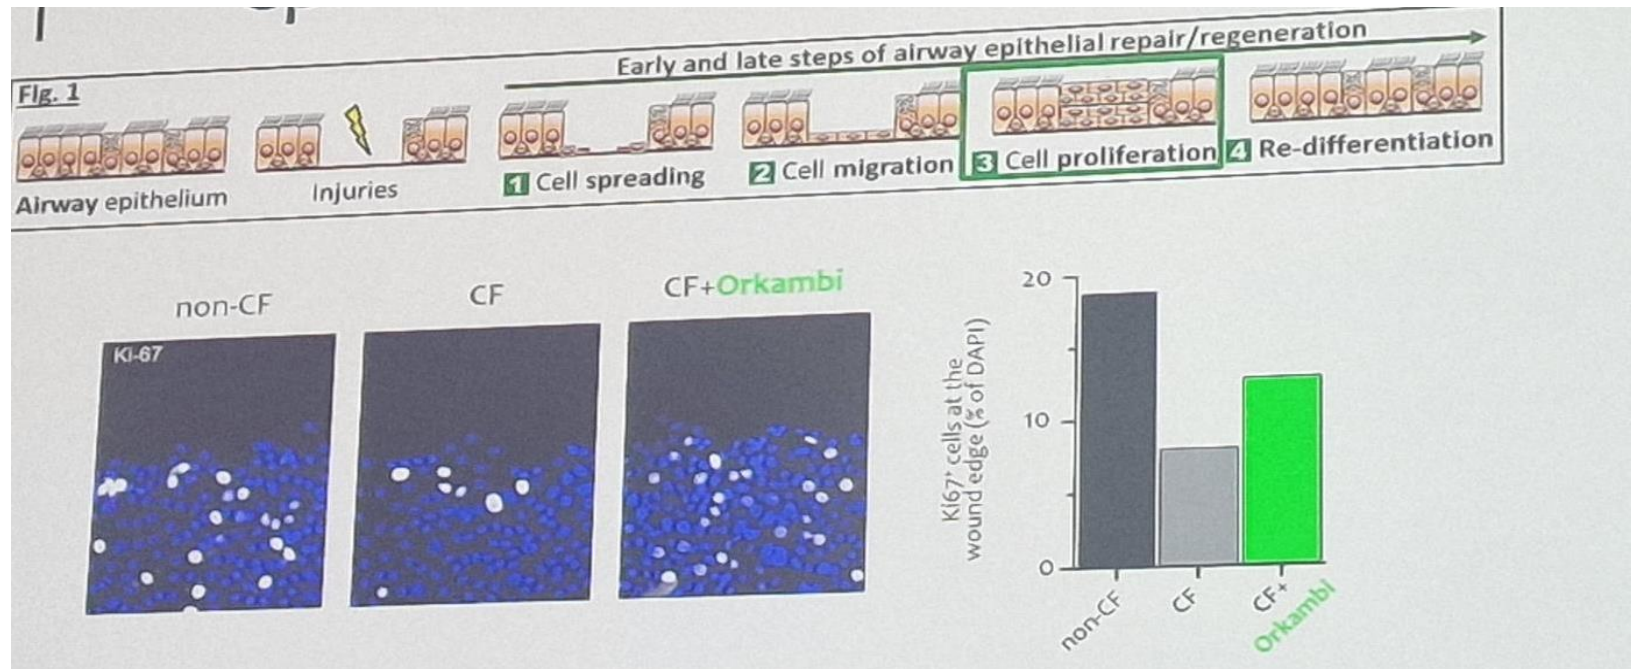 Early and late steps of airway epithelial repair/regeneration
Fig. 1
Airway epithelium
Injuries
1 Cell spreading
2 Cell migration
3 Cell proliferation
4 Re-differentiation
non-CF
CF
CF+Orkambi
Ki-67
Ki67⁺ cells at the
wound edge (% of DAPI)
20
10
0
non-CF
CF
CF+
Orkambi